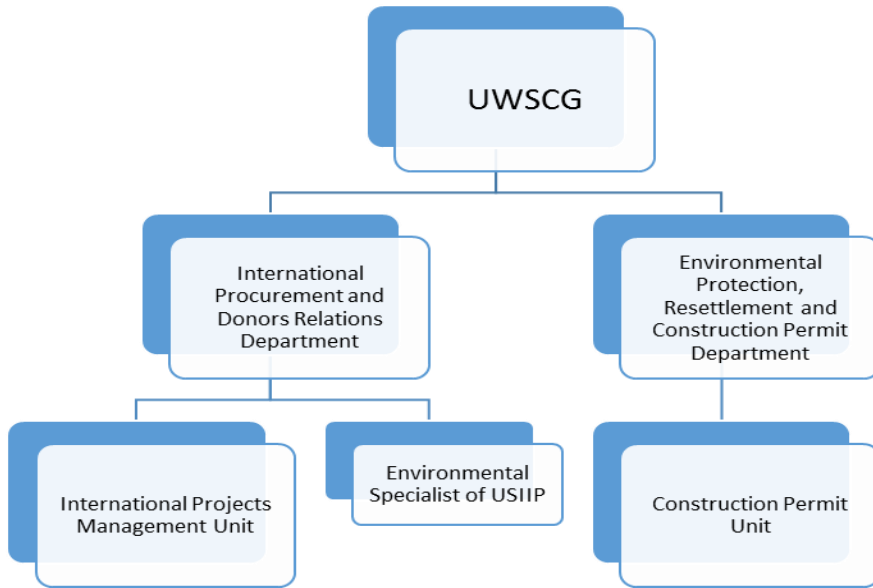 UWSCG
International
Procurement and
Donors Relations
Department
Environmental
Protection,
Resettlement and
Construction Permit
Department
International Projects
Management Unit
Environmental
Specialist of USIIP
Construction Permit
Unit